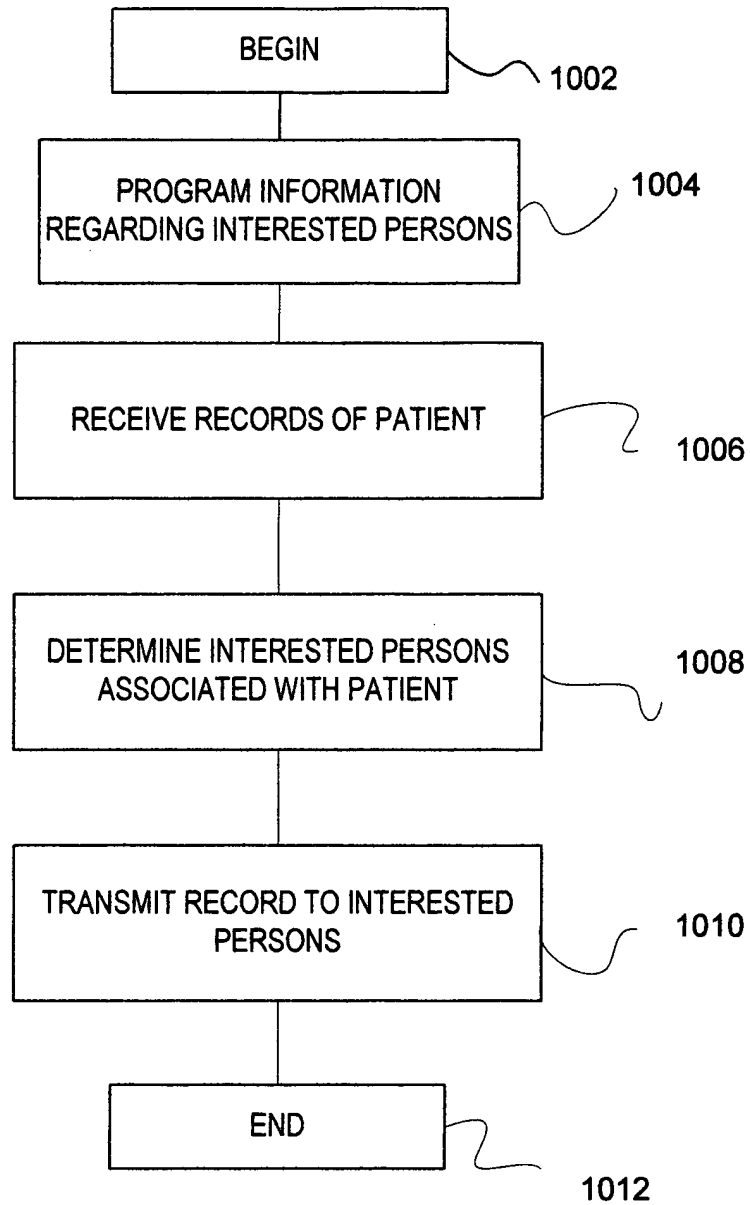 BEGIN
1002
PROGRAM INFORMATION
REGARDING INTERESTED PERSONS
1004
RECEIVE RECORDS OF PATIENT
1006
DETERMINE INTERESTED PERSONS
ASSOCIATED WITH PATIENT
1008
TRANSMIT RECORD TO INTERESTED
PERSONS
1010
END
1012